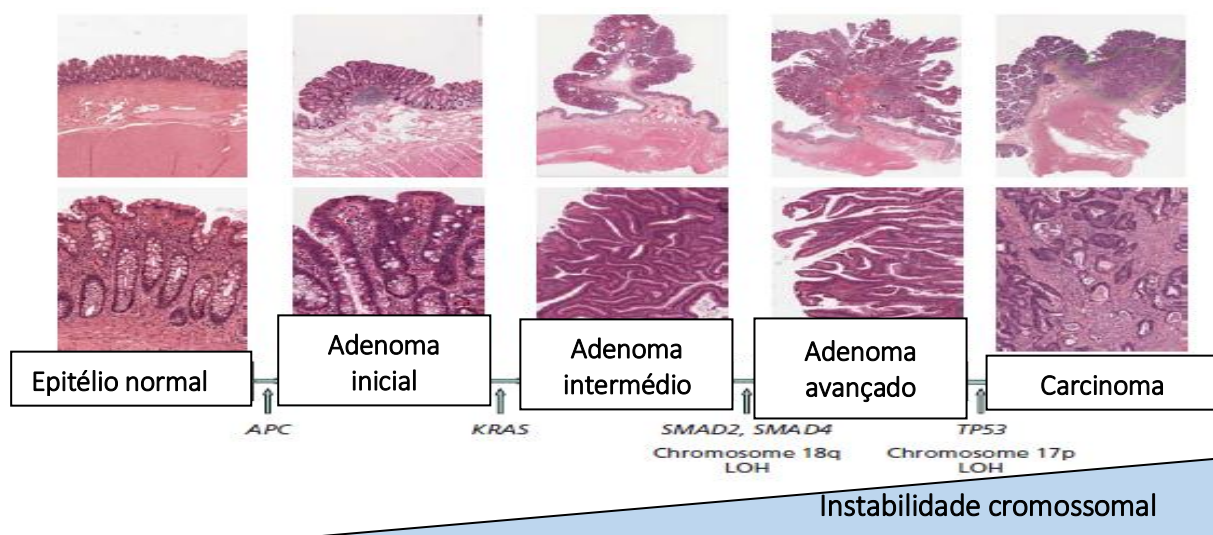 Epitélio normal
Adenoma
inicial
Adenoma
intermédio
Adenoma
avançado
Carcinoma
APC
KRAS
SMAD2, SMAD4
Chromosome 18q
LOH
TP53
Chromosome 17p
LOH
Instabilidade cromossomal